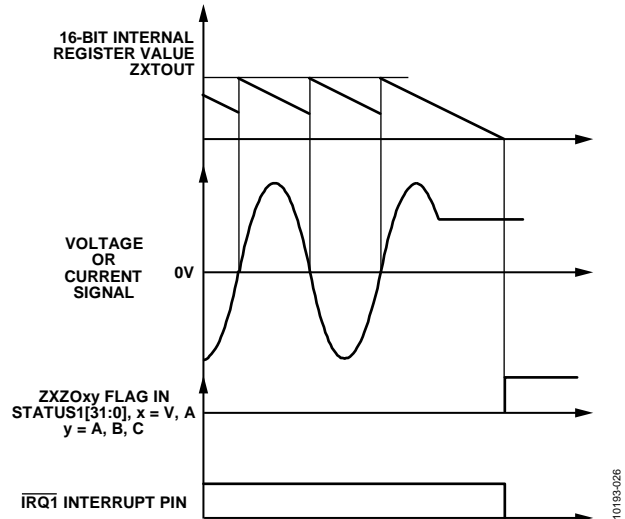 16-BIT INTERNAL
REGISTER VALUE
ZXTOUT
VOLTAGE
OR
CURRENT
SIGNAL
0V
ZXZOxy FLAG IN
STATUS1[31:0], x = V, A
y = A, B, C
IRQ1 INTERRUPT PIN
10193-026